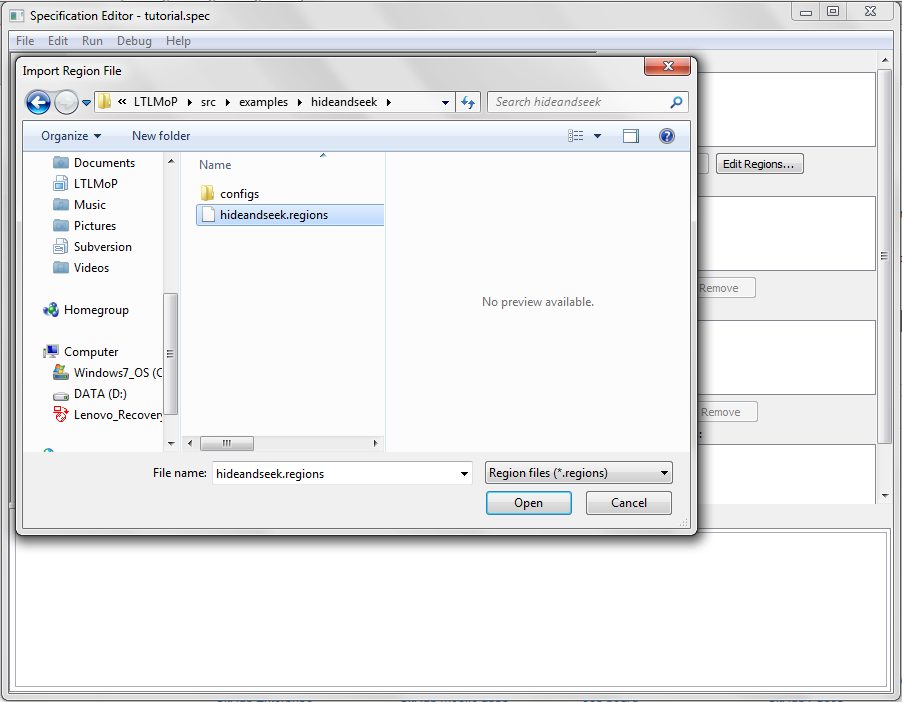 Specification Editor - tutorial.spec
File Edit Run Debug Help
Import Region File
« LTLMoP src examples hideandseek
Search hideandseek
Organize New folder
Documents
LTLMoP
Music
Pictures
Subversion
Videos
Homegroup
Computer
Windows7_OS (C
DATA (D:)
Lenovo_Recovery
Name
configs
hideandseek.regions
No preview available.
Edit Regions...
Remove
Remove
:
File name: hideandseek.regions
Region files (*.regions)
Open Cancel